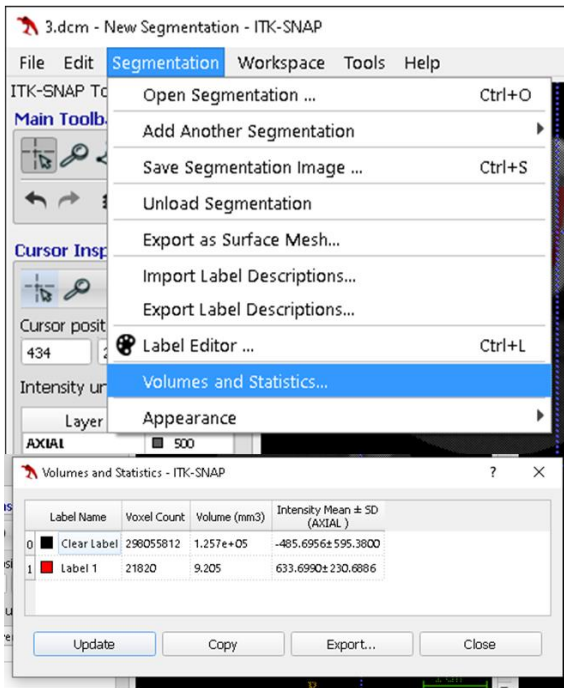 3.dcm - New Segmentation - ITK-SNAP
File Edit Segmentation Workspace Tools Help
ITK-SNAP
Main
Open Segmentation ... Ctrl+O
Add Another Segmentation
Save Segmentation Image ... Ctrl+S
Unload Segmentation
Export as Surface Mesh...
Cursor
Import Label Descriptions...
Export Label Descriptions...
Cursor
434
Label Editor ... Ctrl+L
Intensity
Volumes and Statistics...
Layer
Appearance
AXIAL 500
Volumes and Statistics - ITK-SNAP ? ×
Label Name Voxel Count Volume (mm3) Intensity Mean ± SD
(AXIAL )
0 Clear Label 298055812 1.257e+05 -485.6956±595.3800
1 Label 1 21820 9.205 633.6990±230.6886
Update Copy Export... Close